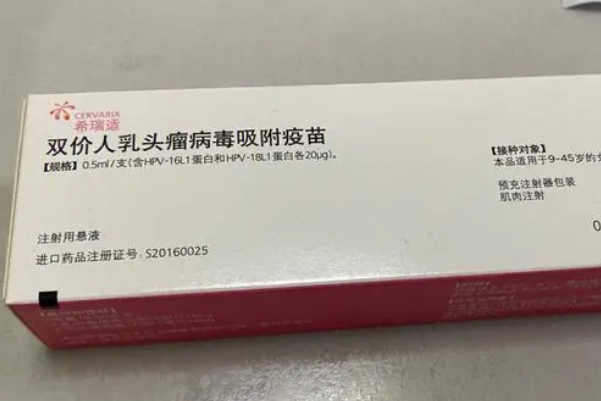 CERVARIX
希瑞适
双价人乳头瘤病毒吸附疫苗
【规格】0.5ml/支(含HPV-16L1蛋白和HPV-18L1蛋白各20μg)。
【接种对象】
本品适用于9-45岁的女
预充注射器包装
肌肉注射
注射用悬液
进口药品注册证号:S20160025